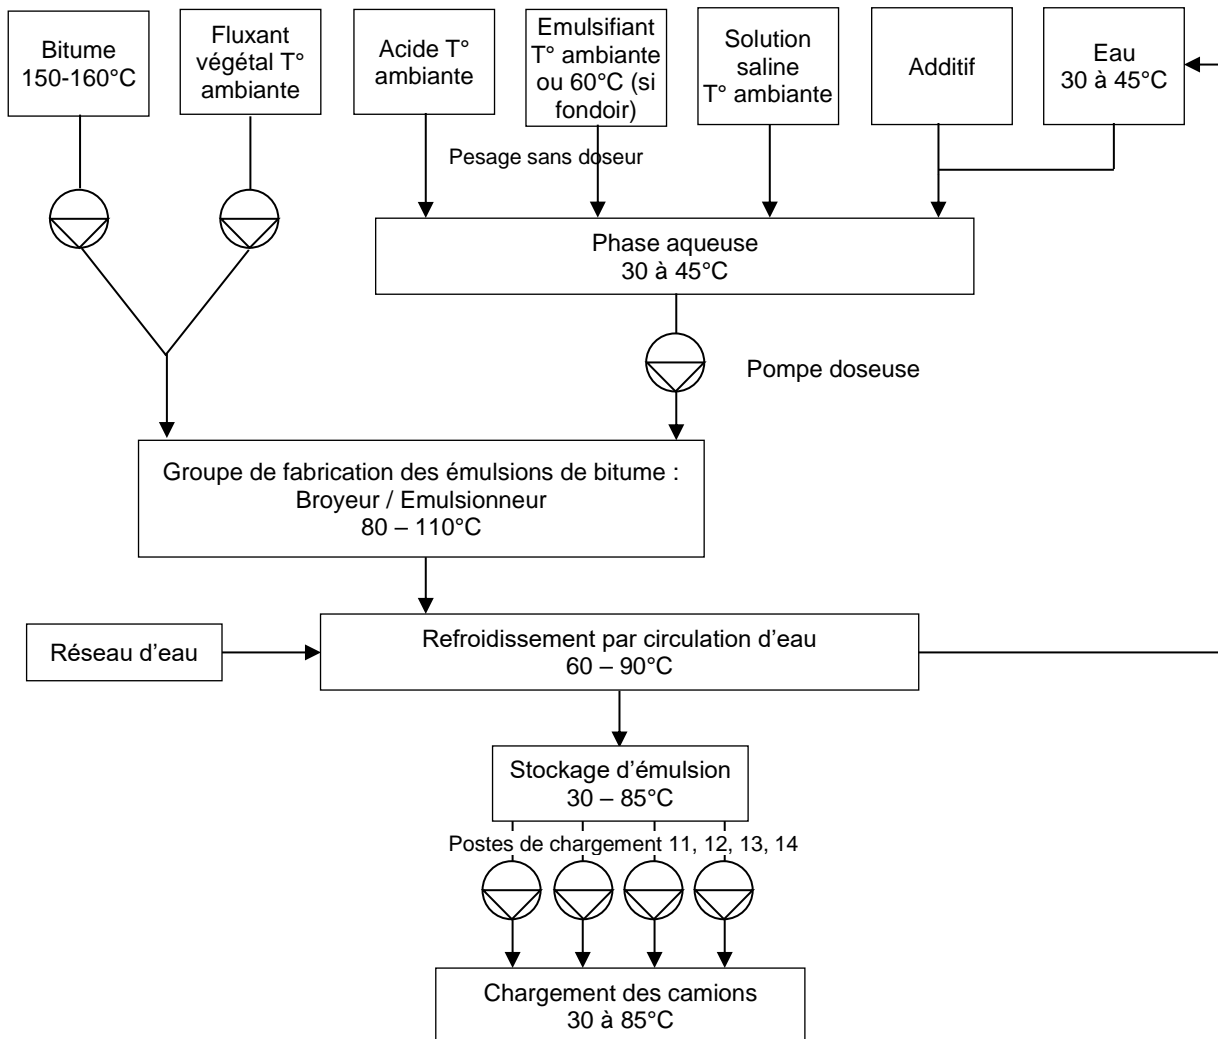 Bitume
150-160°C
Fluxant
végétal T°
ambiante
Acide T°
ambiante
Emulsifiant
T° ambiante
ou 60°C (si
fondoir)
Solution
saline
T° ambiante
Additif
Eau
30 à 45°C
Pesage sans doseur
Phase aqueuse
30 à 45°C
Pompe doseuse
Groupe de fabrication des émulsions de bitume :
Broyeur / Emulsionneur
80 – 110°C
Réseau d’eau
Refroidissement par circulation d’eau
60 – 90°C
Stockage d’émulsion
30 – 85°C
Postes de chargement 11, 12, 13, 14
Chargement des camions
30 à 85°C